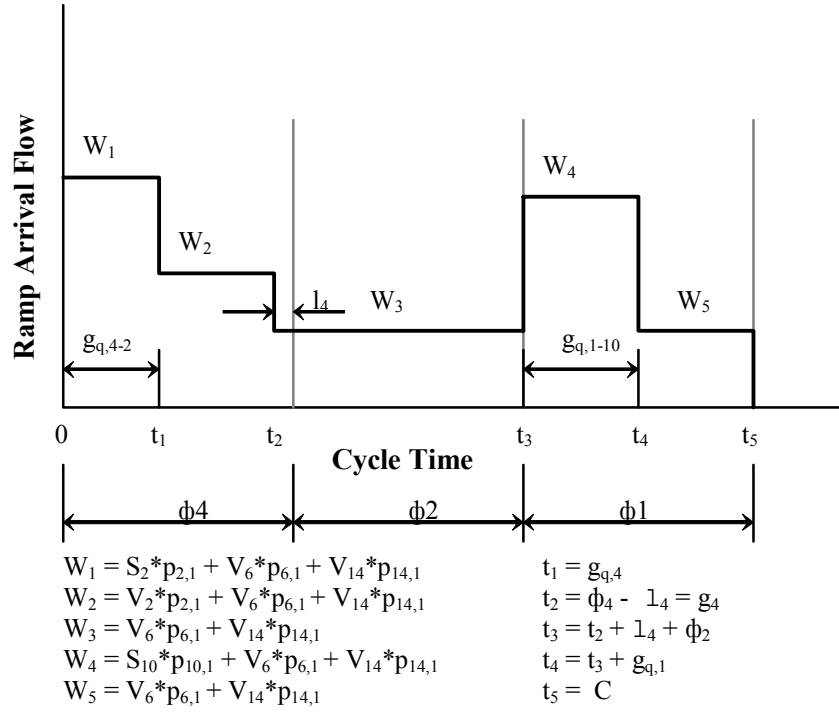 Ramp Arrival Flow
W₁
W₂
W₃
W₄
W₅
l₄
g_q,4-2
g_q,1-10
0 t₁ t₂ t₃ t₄ t₅
Cycle Time
ϕ4 ϕ2 ϕ1
W₁ = S₂*p₂,₁ + V₆*p₆,₁ + V₁₄*p₁₄,₁
W₂ = V₂*p₂,₁ + V₆*p₆,₁ + V₁₄*p₁₄,₁
W₃ = V₆*p₆,₁ + V₁₄*p₁₄,₁
W₄ = S₁₀*p₁₀,₁ + V₆*p₆,₁ + V₁₄*p₁₄,₁
W₅ = V₆*p₆,₁ + V₁₄*p₁₄,₁
t₁ = g_q,4
t₂ = ϕ₄ - l₄ = g₄
t₃ = t₂ + l₄ + ϕ₂
t₄ = t₃ + g_q,1
t₅ = C